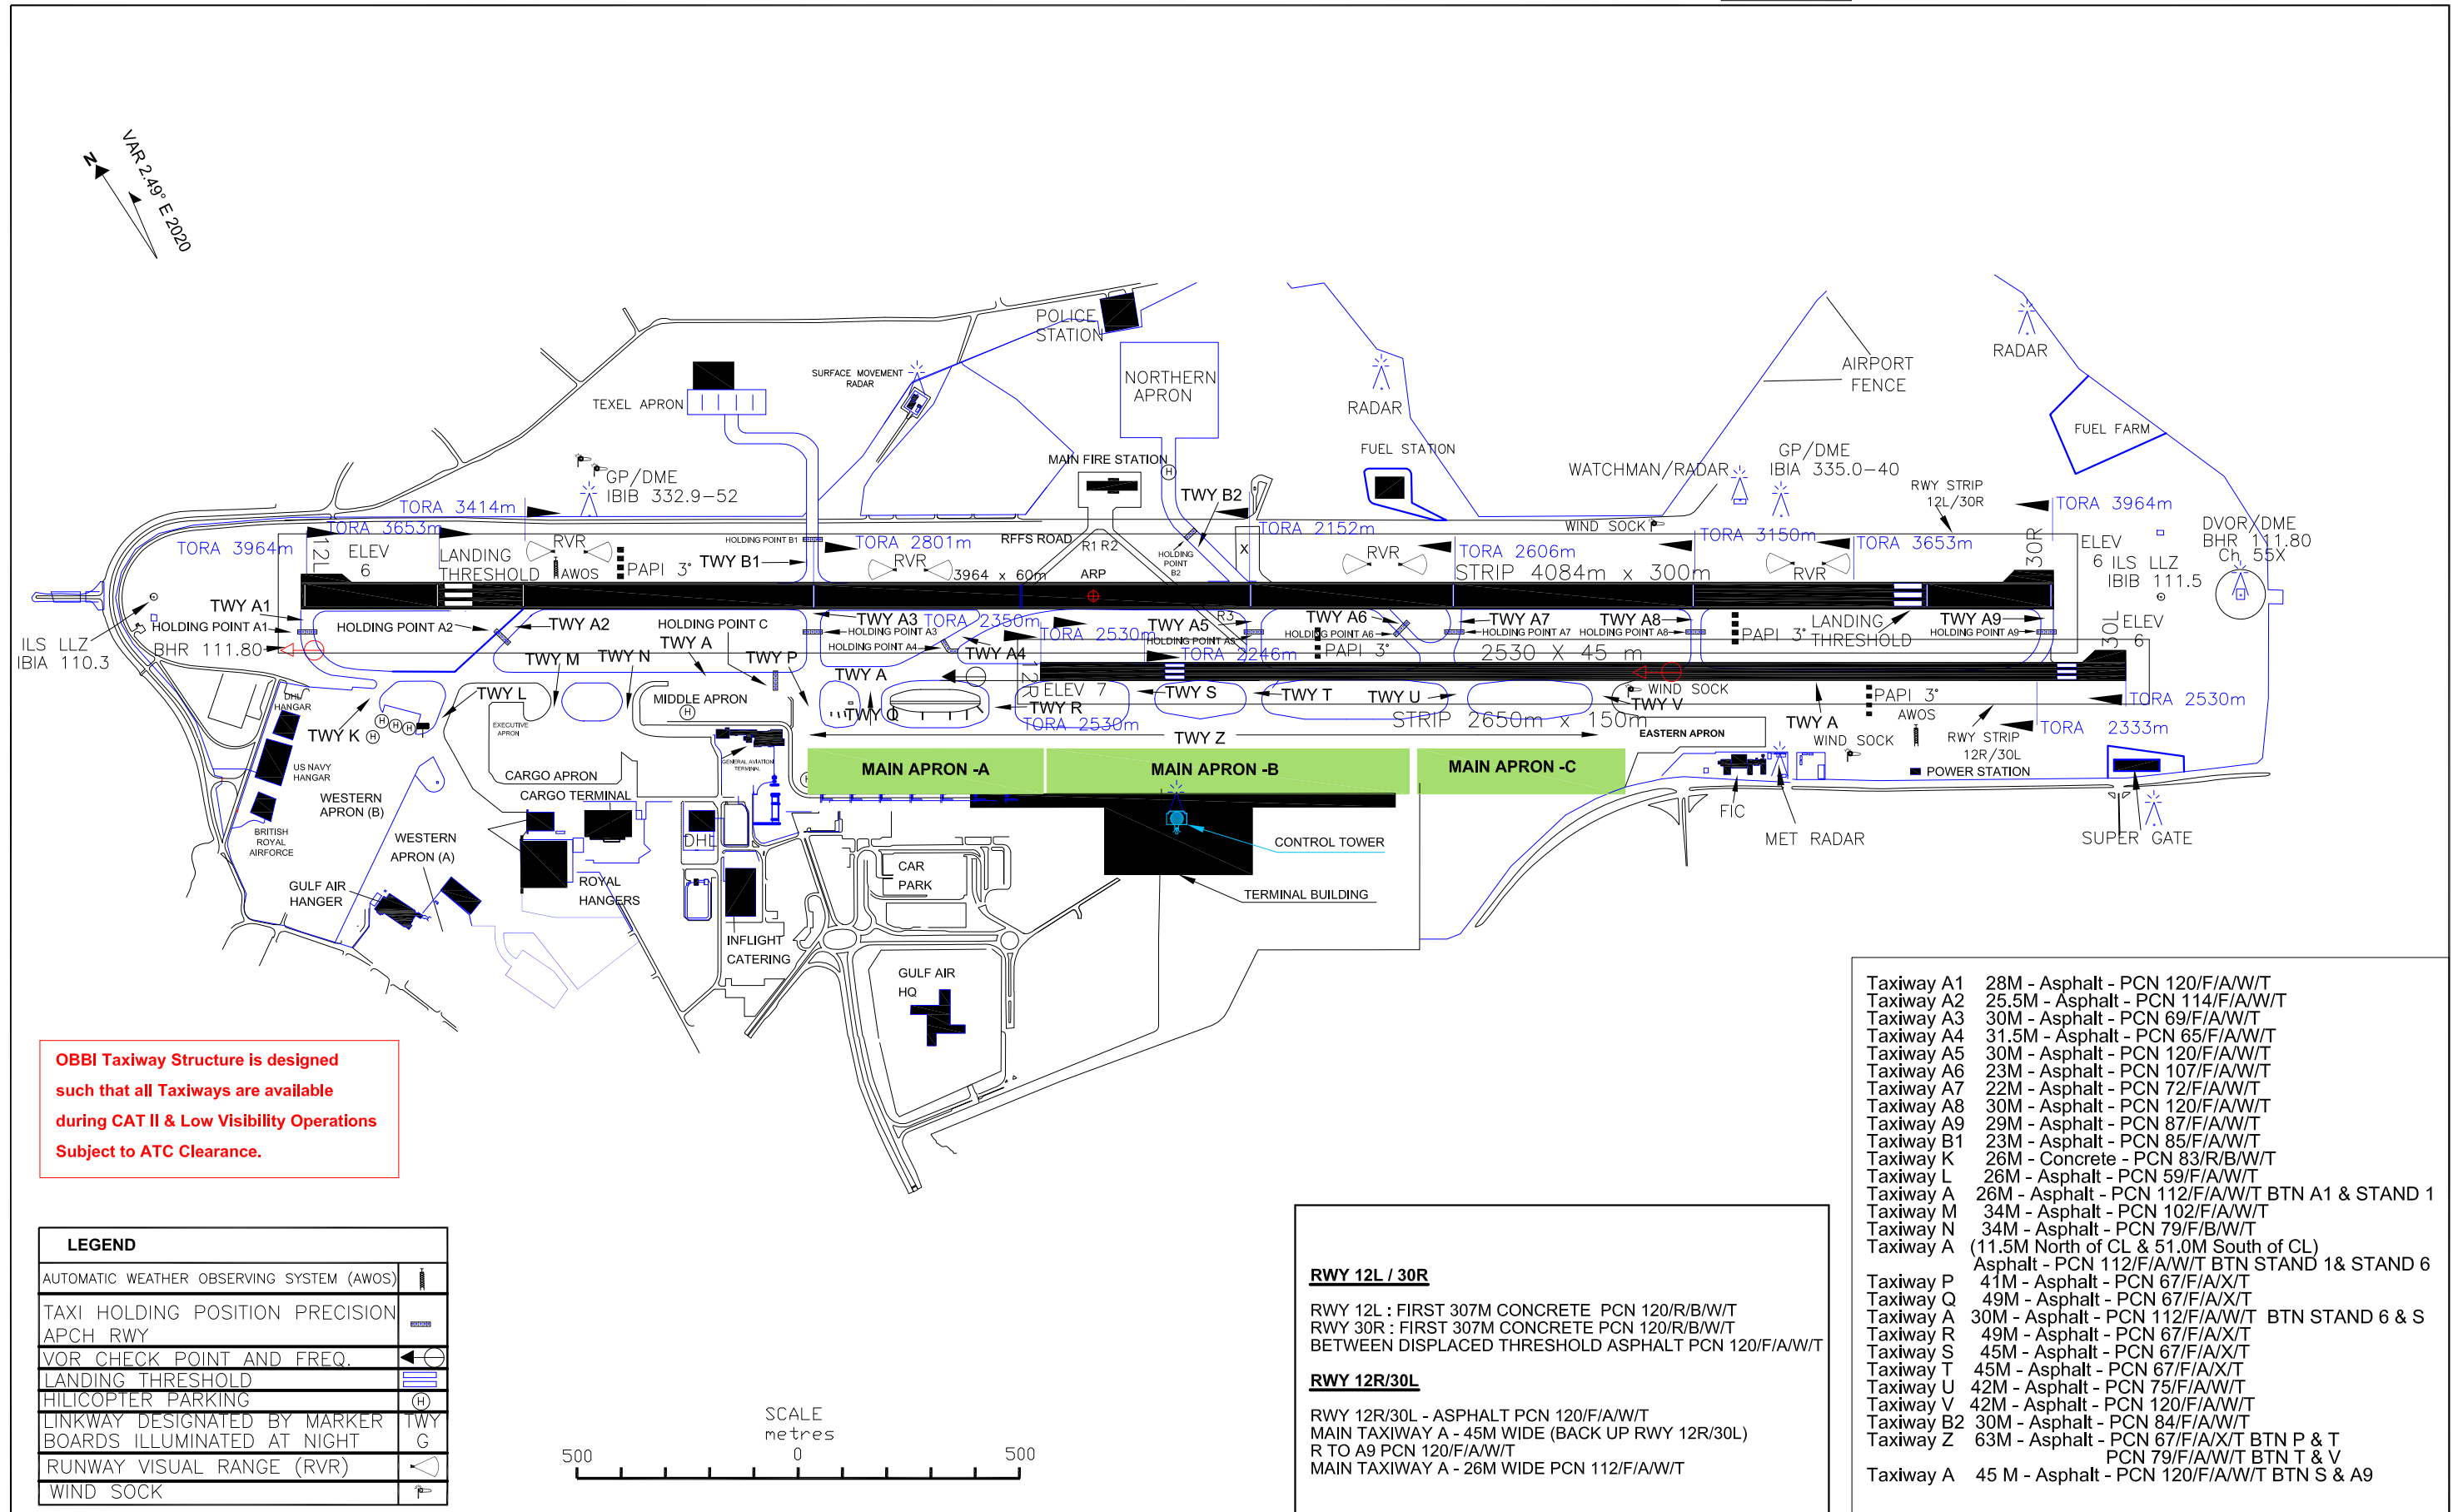 N
VAR 2.49° E 2020
POLICE
STATION
SURFACE MOVEMENT
RADAR
TEXEL APRON
NORTHERN
APRON
RADAR
AIRPORT
FENCE
RADAR
FUEL FARM
FUEL STATION
MAIN FIRE STATION
H
WATCHMAN/RADAR
GP/DME
IBIA 335.0-40
GP/DME
IBIB 332.9-52
RWY STRIP
12L/30R
TORA 3964m
TORA 3414m
TORA 3653m
TORA 3964m
12L
ELEV
6
LANDING
THRESHOLD
RVR
AWOS
PAPI 3°
TWY B1
HOLDING POINT B1
TORA 2801m
RVR
3964 x 60m
RFFS ROAD
R1 R2
ARP
TWY B2
HOLDING
POINT
B2
X
TORA 2152m
RVR
WIND SOCK
TORA 2606m
STRIP 4084m x 300m
TORA 3150m
RVR
TORA 3653m
30R
ELEV
6
ILS LLZ
IBIB 111.5
DVOR/DME
BHR 111.80
Ch. 55X
TWY A1
HOLDING POINT A1
ILS LLZ
IBIA 110.3
BHR 111.80
HOLDING POINT A2
TWY A2
HOLDING POINT C
TWY A
TWY M
TWY N
TWY P
TWY A3
HOLDING POINT A3
HOLDING POINT A4
TWY A4
TORA 2350m
TORA 2530m
TWY A5
HOLDING POINT A5
TORA 2246m
R3
TWY A6
HOLDING POINT A6
PAPI 3°
TWY A7
HOLDING POINT A7
2530 X 45 m
TWY A8
HOLDING POINT A8
PAPI 3°
LANDING
THRESHOLD
TWY A9
HOLDING POINT A9
30L
ELEV
6
TWY A
TWY Q
12R
ELEV 7
TWY R
TORA 2530m
TWY S
TWY T
TWY U
STRIP 2650m x 150m
WIND SOCK
TWY V
TWY A
PAPI 3°
AWOS
WIND SOCK
RWY STRIP
12R/30L
TORA 2530m
TORA 2333m
DHL
HANGAR
TWY K
H
H
H
H
TWY L
EXECUTIVE
APRON
MIDDLE APRON
H
GENERAL AVIATION
TERMINAL
H
TWY Z
EASTERN APRON
MAIN APRON -A
MAIN APRON -B
MAIN APRON -C
US NAVY
HANGAR
BRITISH
ROYAL
AIRFORCE
WESTERN
APRON (B)
WESTERN
APRON (A)
GULF AIR
HANGER
CARGO APRON
CARGO TERMINAL
DHL
ROYAL
HANGERS
INFLIGHT
CATERING
CAR
PARK
GULF AIR
HQ
CONTROL TOWER
TERMINAL BUILDING
FIC
MET RADAR
POWER STATION
SUPER GATE
OBBI Taxiway Structure is designed
such that all Taxiways are available
during CAT II & Low Visibility Operations
Subject to ATC Clearance.
LEGEND
AUTOMATIC WEATHER OBSERVING SYSTEM (AWOS)
TAXI HOLDING POSITION PRECISION
APCH RWY
VOR CHECK POINT AND FREQ.
LANDING THRESHOLD
HILICOPTER PARKING H
LINKWAY DESIGNATED BY MARKER TWY
BOARDS ILLUMINATED AT NIGHT G
RUNWAY VISUAL RANGE (RVR)
WIND SOCK
SCALE
metres
500 0 500
RWY 12L / 30R
RWY 12L : FIRST 307M CONCRETE PCN 120/R/B/W/T
RWY 30R : FIRST 307M CONCRETE PCN 120/R/B/W/T
BETWEEN DISPLACED THRESHOLD ASPHALT PCN 120/F/A/W/T
RWY 12R/30L
RWY 12R/30L - ASPHALT PCN 120/F/A/W/T
MAIN TAXIWAY A - 45M WIDE (BACK UP RWY 12R/30L)
R TO A9 PCN 120/F/A/W/T
MAIN TAXIWAY A - 26M WIDE PCN 112/F/A/W/T
Taxiway A1 28M - Asphalt - PCN 120/F/A/W/T
Taxiway A2 25.5M - Asphalt - PCN 114/F/A/W/T
Taxiway A3 30M - Asphalt - PCN 69/F/A/W/T
Taxiway A4 31.5M - Asphalt - PCN 65/F/A/W/T
Taxiway A5 30M - Asphalt - PCN 120/F/A/W/T
Taxiway A6 23M - Asphalt - PCN 107/F/A/W/T
Taxiway A7 22M - Asphalt - PCN 72/F/A/W/T
Taxiway A8 30M - Asphalt - PCN 120/F/A/W/T
Taxiway A9 29M - Asphalt - PCN 87/F/A/W/T
Taxiway B1 23M - Asphalt - PCN 85/F/A/W/T
Taxiway K 26M - Concrete - PCN 83/R/B/W/T
Taxiway L 26M - Asphalt - PCN 59/F/A/W/T
Taxiway A 26M - Asphalt - PCN 112/F/A/W/T BTN A1 & STAND 1
Taxiway M 34M - Asphalt - PCN 102/F/A/W/T
Taxiway N 34M - Asphalt - PCN 79/F/B/W/T
Taxiway A (11.5M North of CL & 51.0M South of CL)
Asphalt - PCN 112/F/A/W/T BTN STAND 1& STAND 6
Taxiway P 41M - Asphalt - PCN 67/F/A/X/T
Taxiway Q 49M - Asphalt - PCN 67/F/A/X/T
Taxiway A 30M - Asphalt - PCN 112/F/A/W/T BTN STAND 6 & S
Taxiway R 49M - Asphalt - PCN 67/F/A/X/T
Taxiway S 45M - Asphalt - PCN 67/F/A/X/T
Taxiway T 45M - Asphalt - PCN 67/F/A/X/T
Taxiway U 42M - Asphalt - PCN 75/F/A/W/T
Taxiway V 42M - Asphalt - PCN 120/F/A/W/T
Taxiway B2 30M - Asphalt - PCN 84/F/A/W/T
Taxiway Z 63M - Asphalt - PCN 67/F/A/X/T BTN P & T
PCN 79/F/A/W/T BTN T & V
Taxiway A 45 M - Asphalt - PCN 120/F/A/W/T BTN S & A9